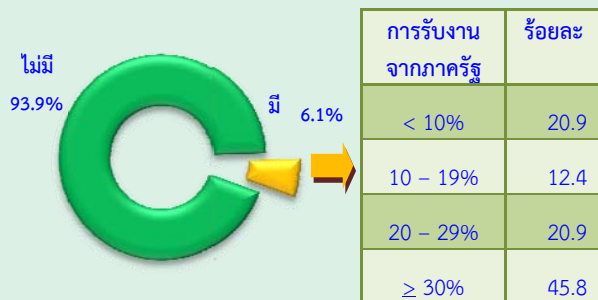 ไม่มี
93.9%
มี
6.1%
การรับงาน
จากภาครัฐ
ร้อยละ
< 10% 20.9
10 – 19% 12.4
20 – 29% 20.9
≥ 30% 45.8